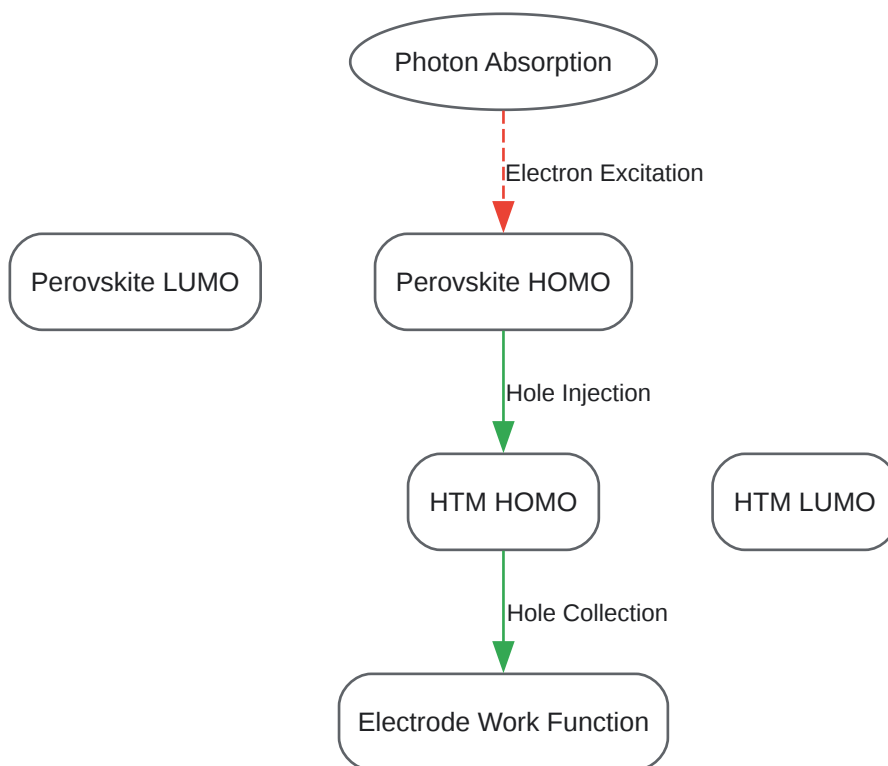 Photon Absorption
Electron Excitation
Perovskite LUMO
Perovskite HOMO
Hole Injection
HTM HOMO
HTM LUMO
Hole Collection
Electrode Work Function